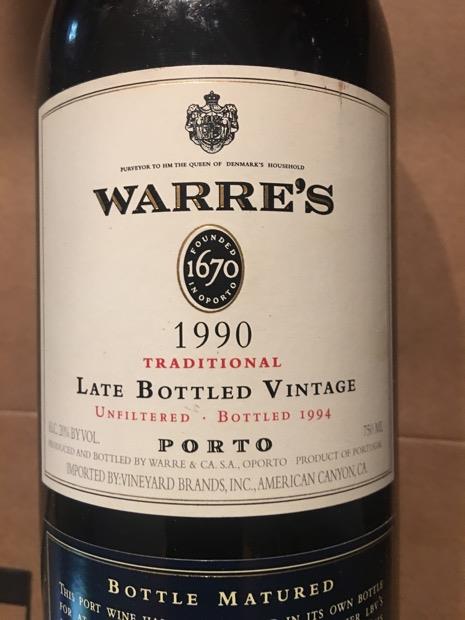 PURVEYOR TO HM THE QUEEN OF DENMARK'S HOUSEHOLD
WARRE'S
FOUNDED
1670
IN OPORTO
1990
TRADITIONAL
LATE BOTTLED VINTAGE
UNFILTERED · BOTTLED 1994
ALC. 20% BY VOL.
PORTO
750 ML
PRODUCED AND BOTTLED BY WARRE & CA. S.A., OPORTO PRODUCT OF PORTUGAL
IMPORTED BY:VINEYARD BRANDS, INC., AMERICAN CANYON, CA
BOTTLE MATURED
THIS PORT WINE IN ITS OWN BOTTLE
FOR LBV'S